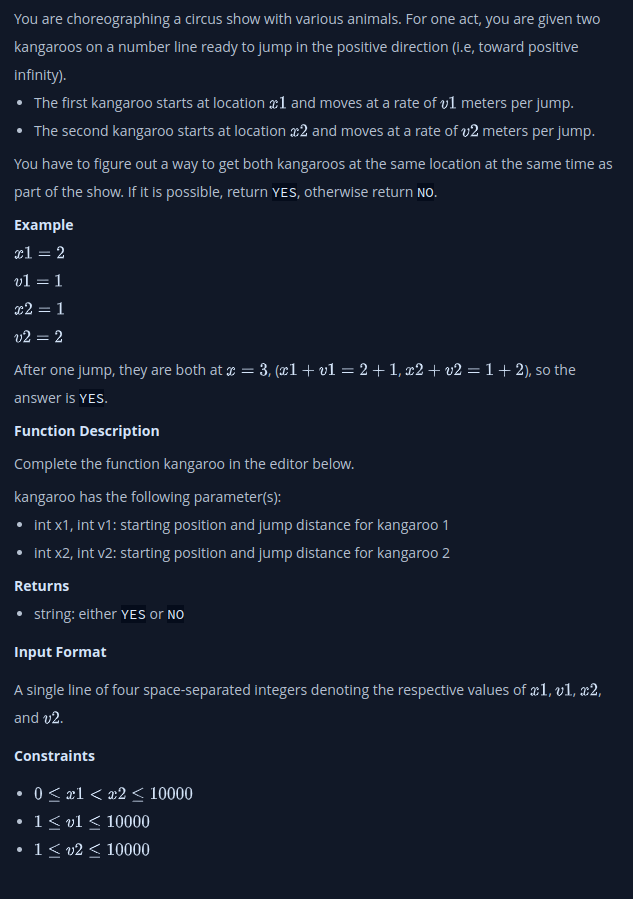 You are choreographing a circus show with various animals. For one act, you are given two
kangaroos on a number line ready to jump in the positive direction (i.e, toward positive
infinity).
• The first kangaroo starts at location x1 and moves at a rate of v1 meters per jump.
• The second kangaroo starts at location x2 and moves at a rate of v2 meters per jump.
You have to figure out a way to get both kangaroos at the same location at the same time as
part of the show. If it is possible, return YES, otherwise return NO.
Example
x1 = 2
v1 = 1
x2 = 1
v2 = 2
After one jump, they are both at x = 3, (x1 + v1 = 2 + 1, x2 + v2 = 1 + 2), so the
answer is YES.
Function Description
Complete the function kangaroo in the editor below.
kangaroo has the following parameter(s):
• int x1, int v1: starting position and jump distance for kangaroo 1
• int x2, int v2: starting position and jump distance for kangaroo 2
Returns
• string: either YES or NO
Input Format
A single line of four space-separated integers denoting the respective values of x1, v1, x2,
and v2.
Constraints
• 0 ≤ x1 < x2 ≤ 10000
• 1 ≤ v1 ≤ 10000
• 1 ≤ v2 ≤ 10000